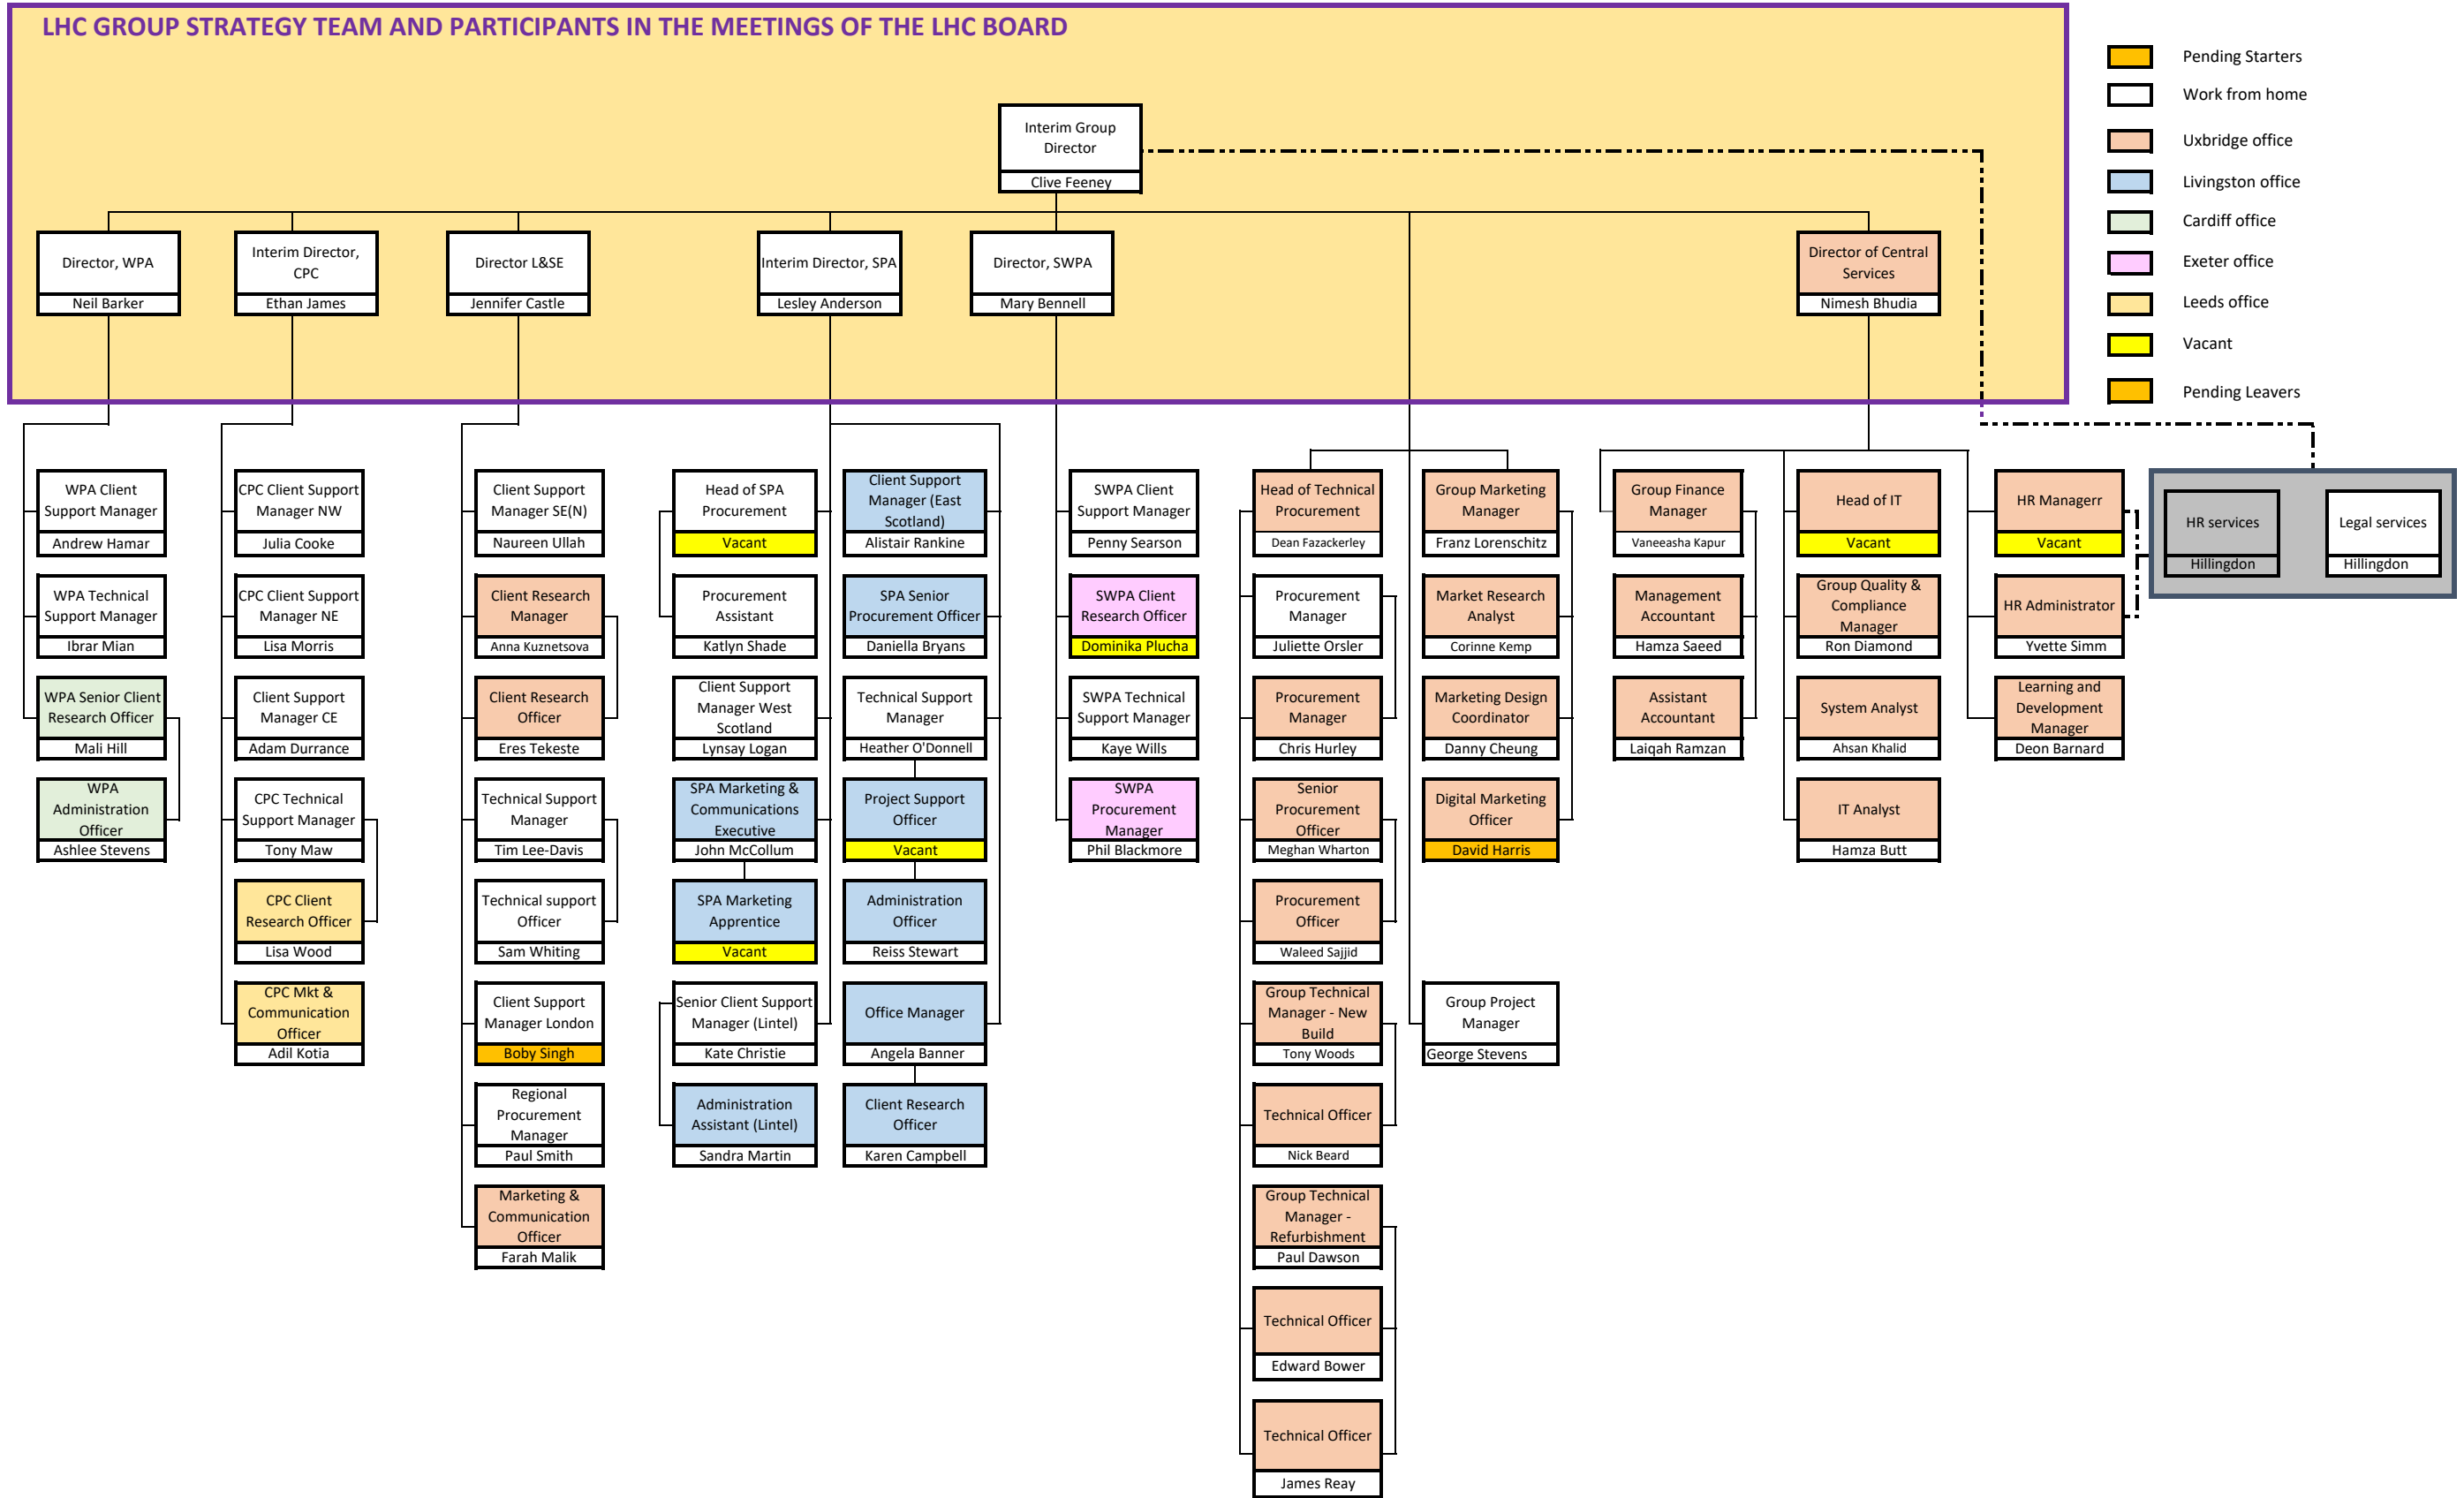 LHC GROUP STRATEGY TEAM AND PARTICIPANTS IN THE MEETINGS OF THE LHC BOARD
Pending Starters
Work from home
Uxbridge office
Livingston office
Cardiff office
Exeter office
Leeds office
Vacant
Pending Leavers
Interim Group
Director
Clive Feeney
Director, WPA
Neil Barker
Interim Director,
CPC
Ethan James
Director L&SE
Jennifer Castle
Interim Director, SPA
Lesley Anderson
Director, SWPA
Mary Bennell
Director of Central
Services
Nimesh Bhudia
WPA Client
Support Manager
Andrew Hamar
WPA Technical
Support Manager
Ibrar Mian
WPA Senior Client
Research Officer
Mali Hill
WPA
Administration
Officer
Ashlee Stevens
CPC Client Support
Manager NW
Julia Cooke
CPC Client Support
Manager NE
Lisa Morris
Client Support
Manager CE
Adam Durrance
CPC Technical
Support Manager
Tony Maw
CPC Client
Research Officer
Lisa Wood
CPC Mkt &
Communication
Officer
Adil Kotia
Client Support
Manager SE(N)
Naureen Ullah
Client Research
Manager
Anna Kuznetsova
Client Research
Officer
Eres Tekeste
Technical Support
Manager
Tim Lee-Davis
Technical support
Officer
Sam Whiting
Client Support
Manager London
Boby Singh
Regional
Procurement
Manager
Paul Smith
Marketing &
Communication
Officer
Farah Malik
Head of SPA
Procurement
Vacant
Procurement
Assistant
Katlyn Shade
Client Support
Manager West
Scotland
Lynsay Logan
SPA Marketing &
Communications
Executive
John McCollum
SPA Marketing
Apprentice
Vacant
Senior Client Support
Manager (Lintel)
Kate Christie
Administration
Assistant (Lintel)
Sandra Martin
Client Support
Manager (East
Scotland)
Alistair Rankine
SPA Senior
Procurement Officer
Daniella Bryans
Technical Support
Manager
Heather O'Donnell
Project Support
Officer
Vacant
Administration
Officer
Reiss Stewart
Office Manager
Angela Banner
Client Research
Officer
Karen Campbell
SWPA Client
Support Manager
Penny Searson
SWPA Client
Research Officer
Dominika Plucha
SWPA Technical
Support Manager
Kaye Wills
SWPA
Procurement
Manager
Phil Blackmore
Head of Technical
Procurement
Dean Fazackerley
Procurement
Manager
Juliette Orsler
Procurement
Manager
Chris Hurley
Senior
Procurement
Officer
Meghan Wharton
Procurement
Officer
Waleed Sajjid
Group Technical
Manager - New
Build
Tony Woods
Technical Officer
Nick Beard
Group Technical
Manager -
Refurbishment
Paul Dawson
Technical Officer
Edward Bower
Technical Officer
James Reay
Group Marketing
Manager
Franz Lorenschitz
Market Research
Analyst
Corinne Kemp
Marketing Design
Coordinator
Danny Cheung
Digital Marketing
Officer
David Harris
Group Project
Manager
George Stevens
Group Finance
Manager
Vaneeasha Kapur
Management
Accountant
Hamza Saeed
Assistant
Accountant
Laiqah Ramzan
Head of IT
Vacant
Group Quality &
Compliance
Manager
Ron Diamond
System Analyst
Ahsan Khalid
IT Analyst
Hamza Butt
HR Managerr
Vacant
HR Administrator
Yvette Simm
Learning and
Development
Manager
Deon Barnard
HR services
Hillingdon
Legal services
Hillingdon